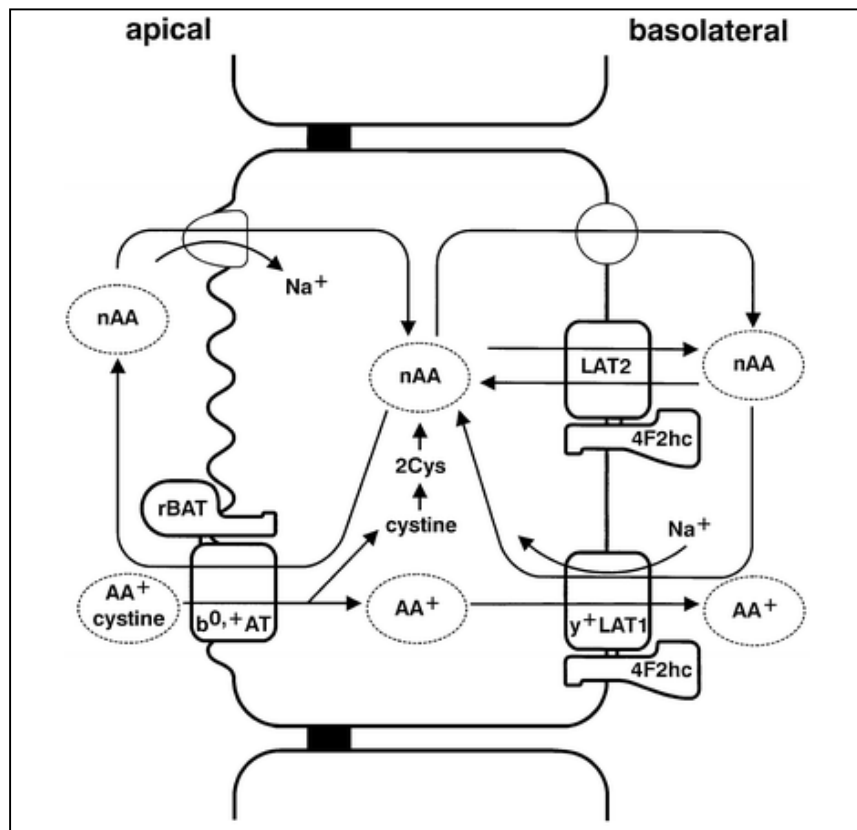 apical
basolateral
Na⁺
nAA
nAA
LAT2
nAA
4F2hc
2Cys
rBAT
cystine
Na⁺
AA⁺
cystine
b⁰,⁺AT
AA⁺
y⁺LAT1
AA⁺
4F2hc